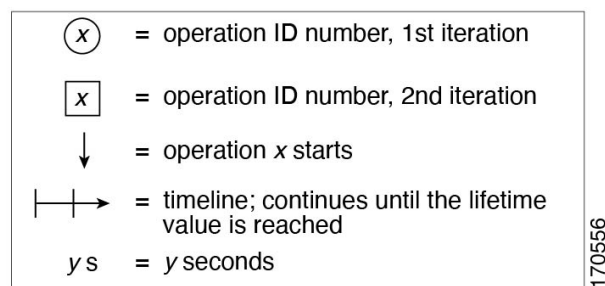 x = operation ID number, 1st iteration
x = operation ID number, 2nd iteration
= operation x starts
= timeline; continues until the lifetime
value is reached
y s = y seconds
170556